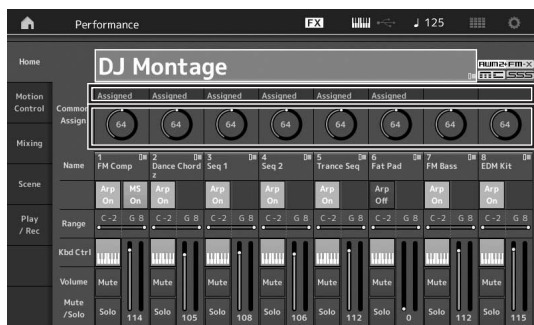 Performance FX 125
Home DJ Montage AWM2+FM-X
MC SSS
Assigned Assigned Assigned Assigned Assigned Assigned
Motion
Control
Common
Assign
64 64 64 64 64 64 64 64
Mixing
1 2 3 4 5 6 7 8
Name FM Comp Dance Chord z Seq 1 Seq 2 Trance Seq Fat Pad FM Bass EDM Kit
Scene
Arp MS Arp Arp Arp Arp Arp Arp Arp
On On On On On On Off On On
Play
/ Rec
Range C -2 G 8 C -2 G 8 C -2 G 8 C -2 G 8 C -2 G 8 C -2 G 8 C -2 G 8 C -2 G 8
Kbd Ctrl
Volume Mute Mute Mute Mute Mute Mute Mute Mute
Mute
/Solo
Solo 114 Solo 105 Solo 108 Solo 106 Solo 112 Solo 0 Solo 112 Solo 115